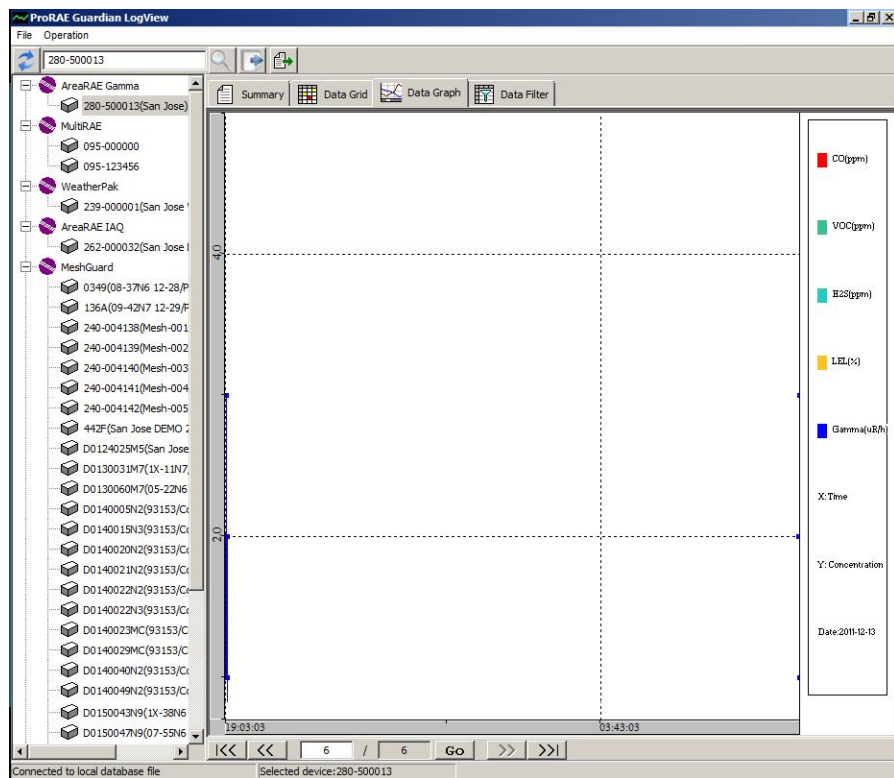 ProRAE Guardian LogView
File Operation
280-500013
AreaRAE Gamma
280-500013(San Jose)
MultiRAE
095-000000
095-123456
WeatherPak
239-000001(San Jose
AreaRAE IAQ
262-000032(San Jose
MeshGuard
0349(08-37N6 12-28/P
136A(09-42N7 12-29/P
240-004138(Mesh-001
240-004139(Mesh-002
240-004140(Mesh-003
240-004141(Mesh-004
240-004142(Mesh-005
442F(San Jose DEMO 2
D0124025M5(San Jose
D0130031M7(1X-11N7,
D0130060M7(05-22N6
D0140005N2(93153/Co
D0140015N3(93153/Co
D0140020N2(93153/Co
D0140021N2(93153/Co
D0140022N2(93153/Co
D0140022N3(93153/Co
D0140023MC(93153/C
D0140029MC(93153/C
D0140040N2(93153/Co
D0140049N2(93153/Co
D0150043N9(1X-38N6
D0150047N9(07-55N6
Summary Data Grid Data Graph Data Filter
4.0
2.0
19:03:03 03:43:03
CO(ppm)
VOC(ppm)
H2S(ppm)
LEL(%)
Gamma(uR/h)
X:Time
Y: Concentration
Date:2011-12-13
|<< << 6 / 6 Go >> >>|
Connected to local database file Selected device:280-500013